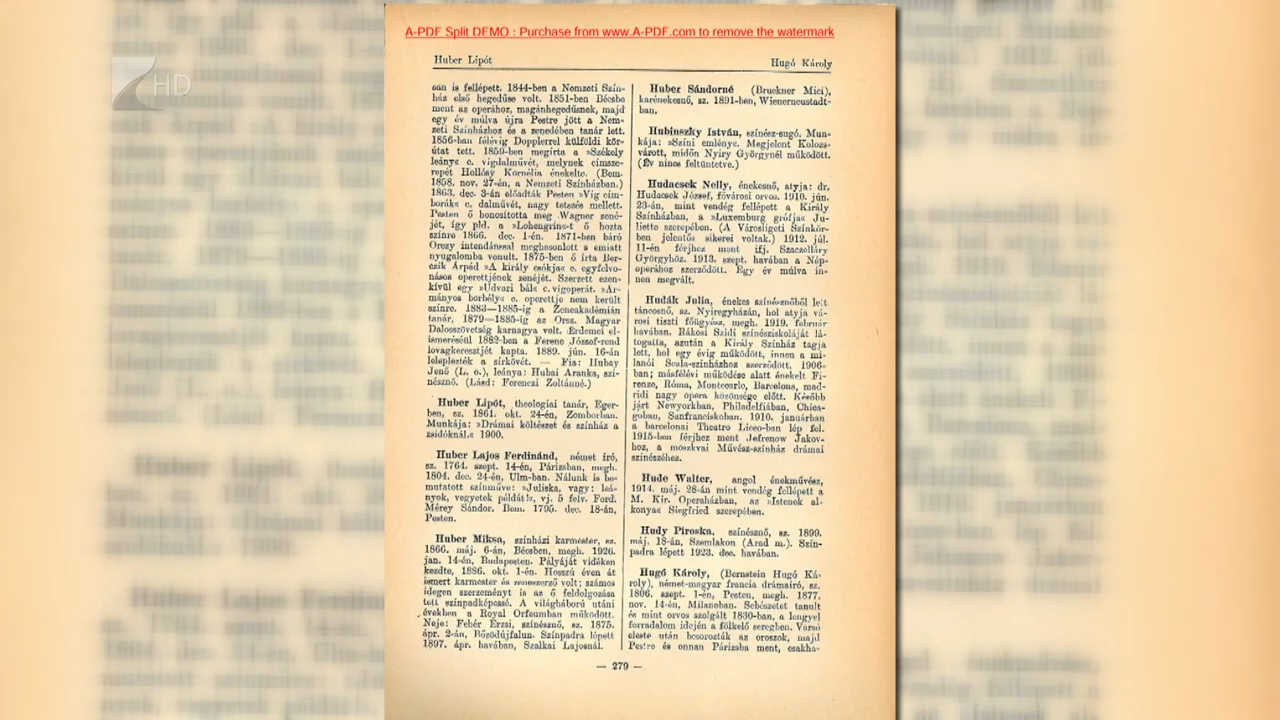 A-PDF Split DEMO : Purchase from www.A-PDF.com to remove the watermark
HD
Huber Lipót
Hugó Károly
san is fellépett. 1844-ben a Nemzeti Szín-
ház első hegedűse volt. 1851-ben Bécsbe
ment az operához, magánhegedűsnek, majd
egy év múlva újra Pestre jött a Nem-
zeti Színházhoz és a zenedében tanár lett.
1856-ban félévig Dopplerrel külföldi kör-
útat tett. 1859-ben megírta a »Székely
leány« c. vígdalművét, melynek címsze-
repét Hollósy Kornélia énekelte. (Bem.
1858. nov. 27-én, a Nemzeti Színházban.)
1863. dec. 3-án előadták Pesten »Víg cim-
borák« c. dalművét, nagy tetszés mellett.
Pesten ő honosította meg Wagner zené-
jét, így pld. a »Lohengrin«-t ő hozta
színre 1866. dec. 1-én. 1871-ben báró
Orczy intendánssal meghasonlott s emiatt
nyugalomba vonult. 1875-ben ő írta Ber-
czik Árpád »A király csókja« c. egyfelvo-
násos operettjének zenéjét. Szerzett ezen-
kívül egy »Udvari bál« c. vígoperát. »Ár-
mányos borbély« c. operettje nem került
színre. 1883—1885-ig a Zeneakadémián
tanár, 1879—1885-ig az Orsz. Magyar
Dalosszövetség karnagya volt. Érdemei el-
ismeréséül 1882-ben a Ferenc József-rend
lovagkeresztjét kapta. 1889. jún. 16-án
leleplezték a sírkövét. — Fia: Hubay
Jenő (L. o.), leánya: Hubai Aranka, szí-
nésznő. (Lásd: Ferenczi Zoltánné.)
Huber Lipót, theologiai tanár, Eger-
ben, sz. 1861. okt. 24-én, Zomborban.
Munkája: »Drámai költészet és színház a
zsidóknál.« 1900.
Huber Lajos Ferdinánd, német író,
sz. 1764. szept. 14-én, Párizsban, megh.
1804. dec. 24-én, Ulm-ban. Nálunk is be-
mutatott színműve: »Juliska, vagy: leá-
nyok, vegyetek példát!«, vj. 5 felv. Ford.
Mérey Sándor. Bem. 1795. dec. 18-án,
Pesten.
Huber Miksa, színházi karmester, sz.
1866. máj. 6-án, Bécsben, megh. 1926.
jan. 14-én, Budapesten. Pályáját vidéken
kezdte, 1886. okt. 1-én. Hosszú éven át
ismert karmester és zeneszerző volt; számos
idegen szerzeményt is az ő feldolgozása
tett színpadképessé. A világháború utáni
években a Royal Orfeumban működött.
Neje: Fehér Erzsi, színésznő, sz. 1875.
ápr. 2-án, Bözödújfalun. Színpadra lépett
1897. ápr. havában, Szalkai Lajosnál.
Huber Sándorné (Bruckner Mici),
karénekesnő, sz. 1891-ben, Wienerneustadt-
ban.
Hubinszky István, színész-sugó. Mun-
kája: »Színi emlény«. Megjelent Kolozs-
várott, midőn Nyiry Györgynél működött.
(Év nincs feltüntetve.)
Hudacsek Nelly, énekesnő, atyja: dr.
Hudacsek József, fővárosi orvos. 1910. jún.
23-án, mint vendég fellépett a Király
Színházban, a »Luxemburg grófja« Ju-
liette szerepében. (A Városligeti Színkör-
ben jelentős sikerei voltak.) 1912. júl.
11-én férjhez ment ifj. Szaczelláry
Györgyhöz. 1913. szept. havában a Nép-
operához szerződött. Egy év múlva in-
nen megvált.
Hudák Julia, énekes színésznőből lett
táncosnő, sz. Nyiregyházán, hol atyja vá-
rosi tiszti főügyész, megh. 1919. február
havában. Rákosi Szidi színésziskoláját lá-
togatta, azután a Király Színház tagja
lett, hol egy évig működött, innen a mi-
lanói Scala-színházhoz szerződött, 1906-
ban; másfélévi működése alatt énekelt Fi-
renze, Róma, Montecarlo, Barcelona, mad-
ridi nagy opera közönsége előtt. Később
járt Newyorkban, Philadelfiában, Chica-
goban, Sanfranciskoban. 1910. januárban
a barcelonai Theatro Liceo-ban lép fel.
1915-ben férjhez ment Jefrenow Jakov-
hoz, a moszkvai Művész-színház drámai
színészéhez.
Hude Walter, angol énekművész,
1914. máj. 28-án mint vendég fellépett a
M. Kir. Operaházban, az »Istenek al-
konya« Siegfried szerepében.
Hudy Piroska, színésznő, sz. 1899.
máj. 18-án, Szemlakon (Arad m.). Szín-
padra lépett 1923. dec. havában.
Hugó Károly, (Bernstein Hugó Ká-
roly), német-magyar francia drámaíró, sz.
1806. szept. 1-én, Pesten, megh. 1877.
nov. 14-én, Milanoban. Sebészetet tanult
és mint orvos szolgált 1830-ban, a lengyel
forradalom idején a fölkelő seregben. Varsó
eleste után besorozták az oroszok, majd
Pestre és onnan Párizsba ment, csakha-
— 279 —